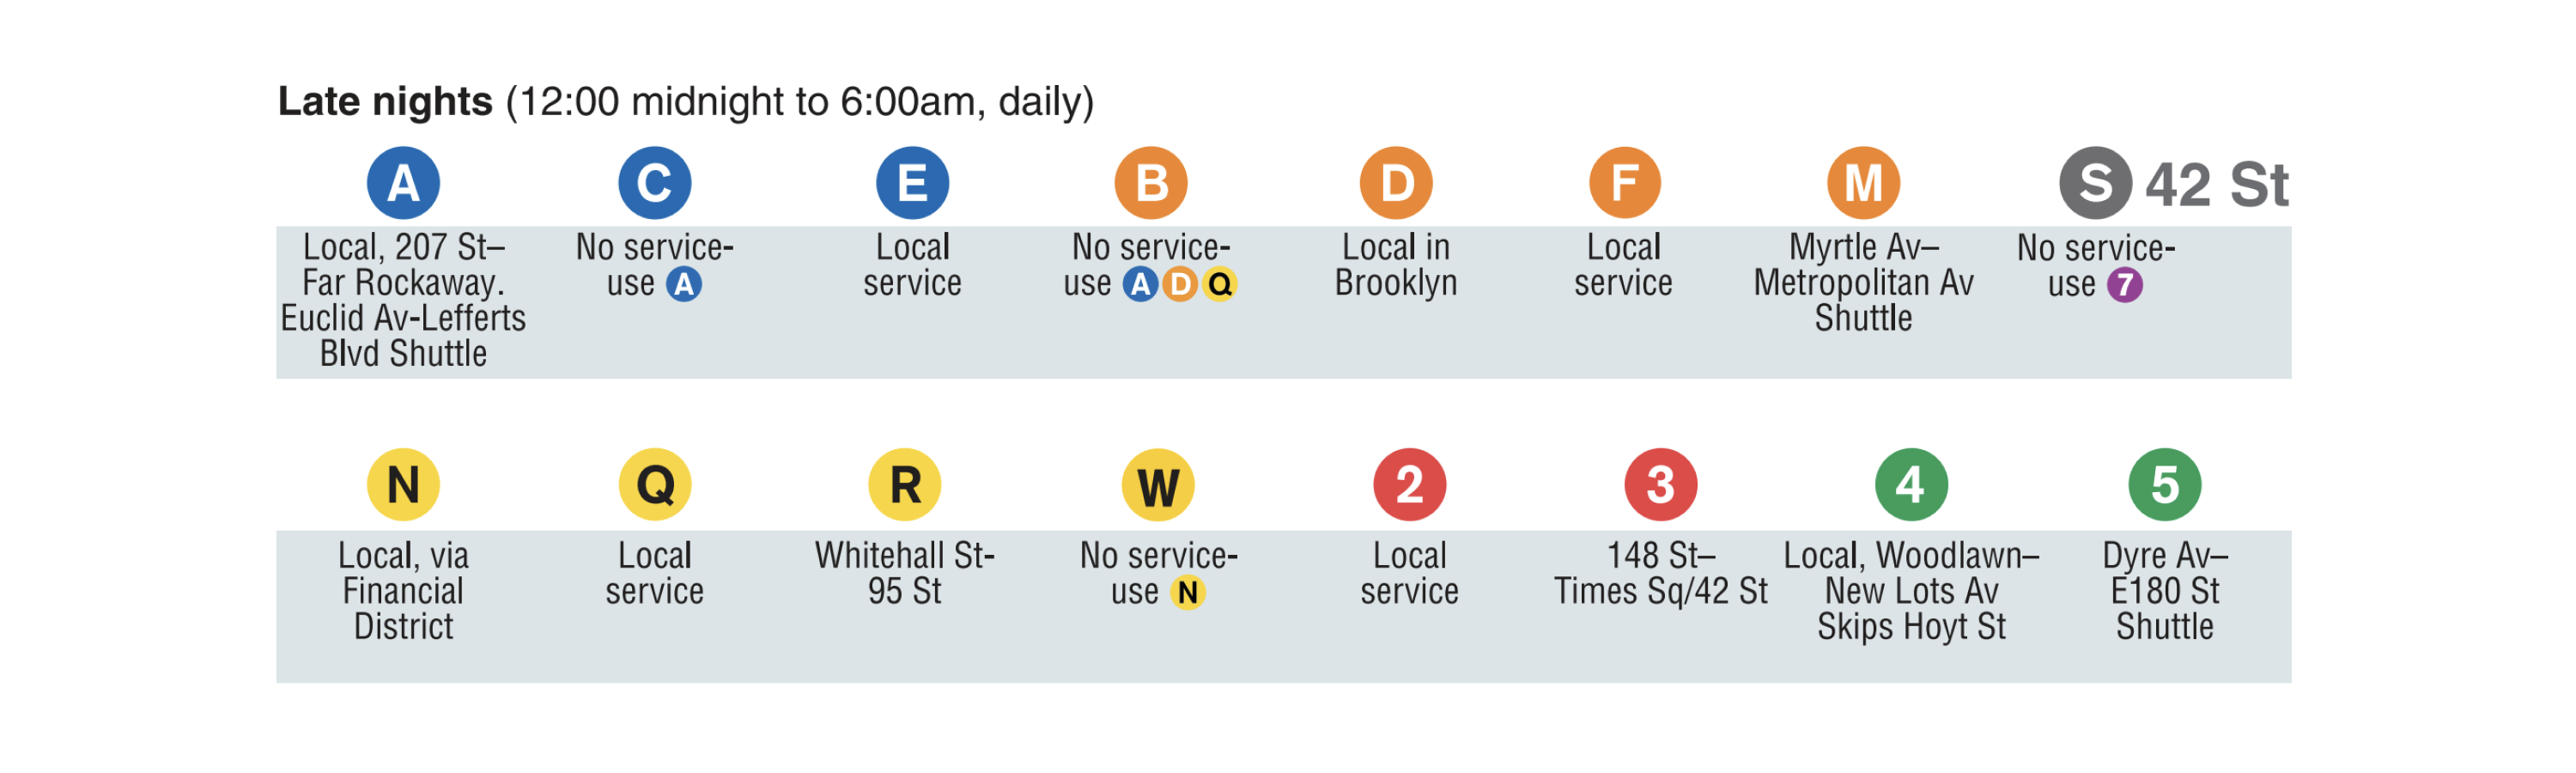 Late nights (12:00 midnight to 6:00am, daily)
A C E B D F M S 42 St
Local, 207 St–
Far Rockaway.
Euclid Av-Lefferts
Blvd Shuttle
No service-
use A
Local
service
No service-
use A D Q
Local in
Brooklyn
Local
service
Myrtle Av–
Metropolitan Av
Shuttle
No service-
use 7
N Q R W 2 3 4 5
Local, via
Financial
District
Local
service
Whitehall St-
95 St
No service-
use N
Local
service
148 St–
Times Sq/42 St
Local, Woodlawn–
New Lots Av
Skips Hoyt St
Dyre Av–
E180 St
Shuttle